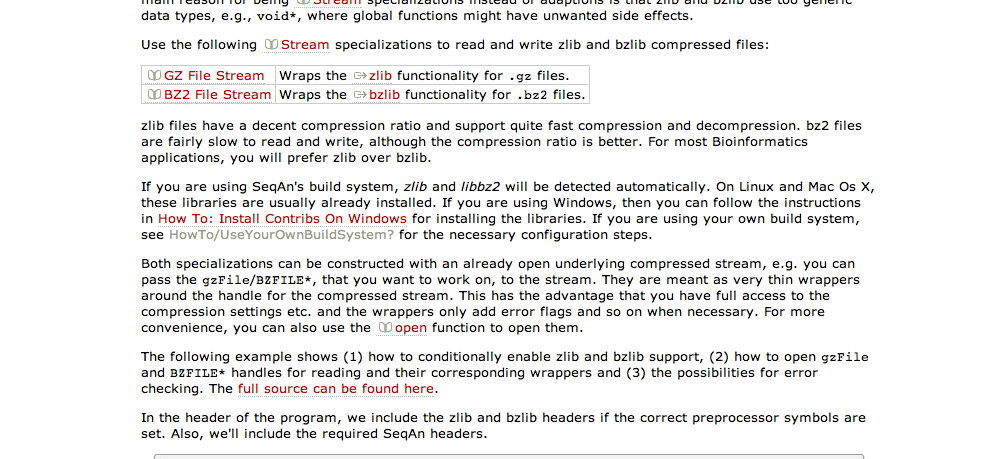 main reason for being Stream specializations instead of adaptions is that zlib and bzlib use too generic
data types, e.g., void*, where global functions might have unwanted side effects.
Use the following Stream specializations to read and write zlib and bzlib compressed files:
GZ File Stream Wraps the zlib functionality for .gz files.
BZ2 File Stream Wraps the bzlib functionality for .bz2 files.
zlib files have a decent compression ratio and support quite fast compression and decompression. bz2 files
are fairly slow to read and write, although the compression ratio is better. For most Bioinformatics
applications, you will prefer zlib over bzlib.
If you are using SeqAn's build system, zlib and libbz2 will be detected automatically. On Linux and Mac Os X,
these libraries are usually already installed. If you are using Windows, then you can follow the instructions
in How To: Install Contribs On Windows for installing the libraries. If you are using your own build system,
see HowTo/UseYourOwnBuildSystem? for the necessary configuration steps.
Both specializations can be constructed with an already open underlying compressed stream, e.g. you can
pass the gzFile/BZFILE*, that you want to work on, to the stream. They are meant as very thin wrappers
around the handle for the compressed stream. This has the advantage that you have full access to the
compression settings etc. and the wrappers only add error flags and so on when necessary. For more
convenience, you can also use the open function to open them.
The following example shows (1) how to conditionally enable zlib and bzlib support, (2) how to open gzFile
and BZFILE* handles for reading and their corresponding wrappers and (3) the possibilities for error
checking. The full source can be found here.
In the header of the program, we include the zlib and bzlib headers if the correct preprocessor symbols are
set. Also, we'll include the required SeqAn headers.